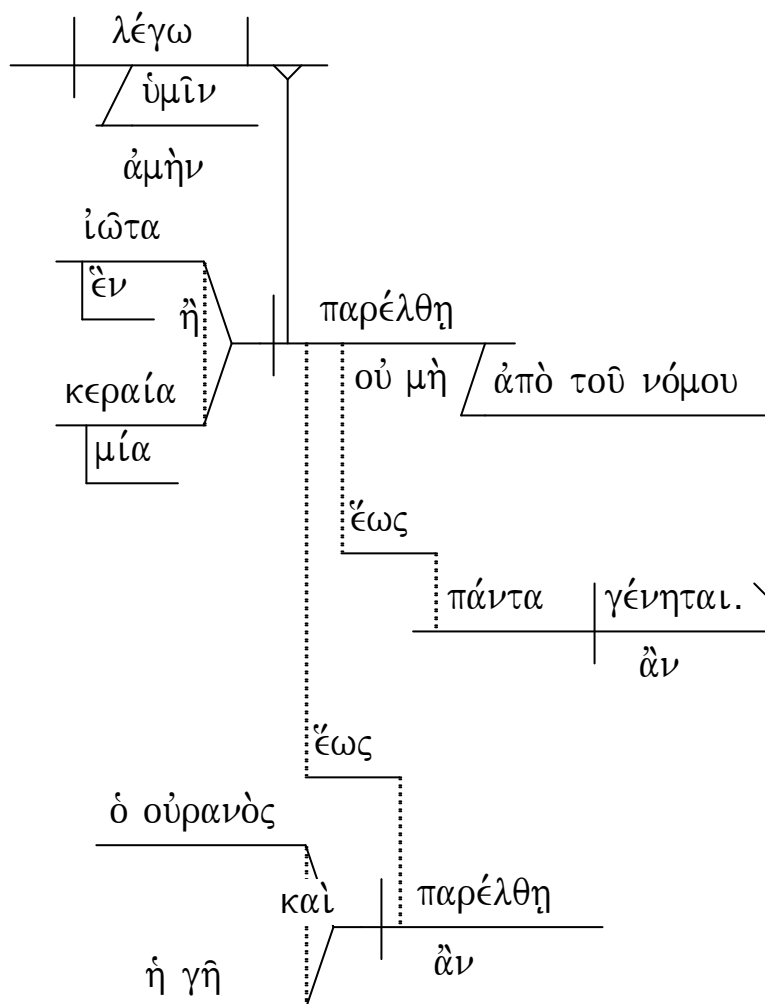 λέγω
ὑμῖν
ἀμὴν
ἰῶτα
ἓν
ἢ
παρέλθῃ
οὐ μὴ
ἀπὸ τοῦ νόμου
κεραία
μία
ἕως
πάντα γένηται.
ἂν
ἕως
ὁ οὐρανὸς
καὶ
παρέλθῃ
ἂν
ἡ γῆ